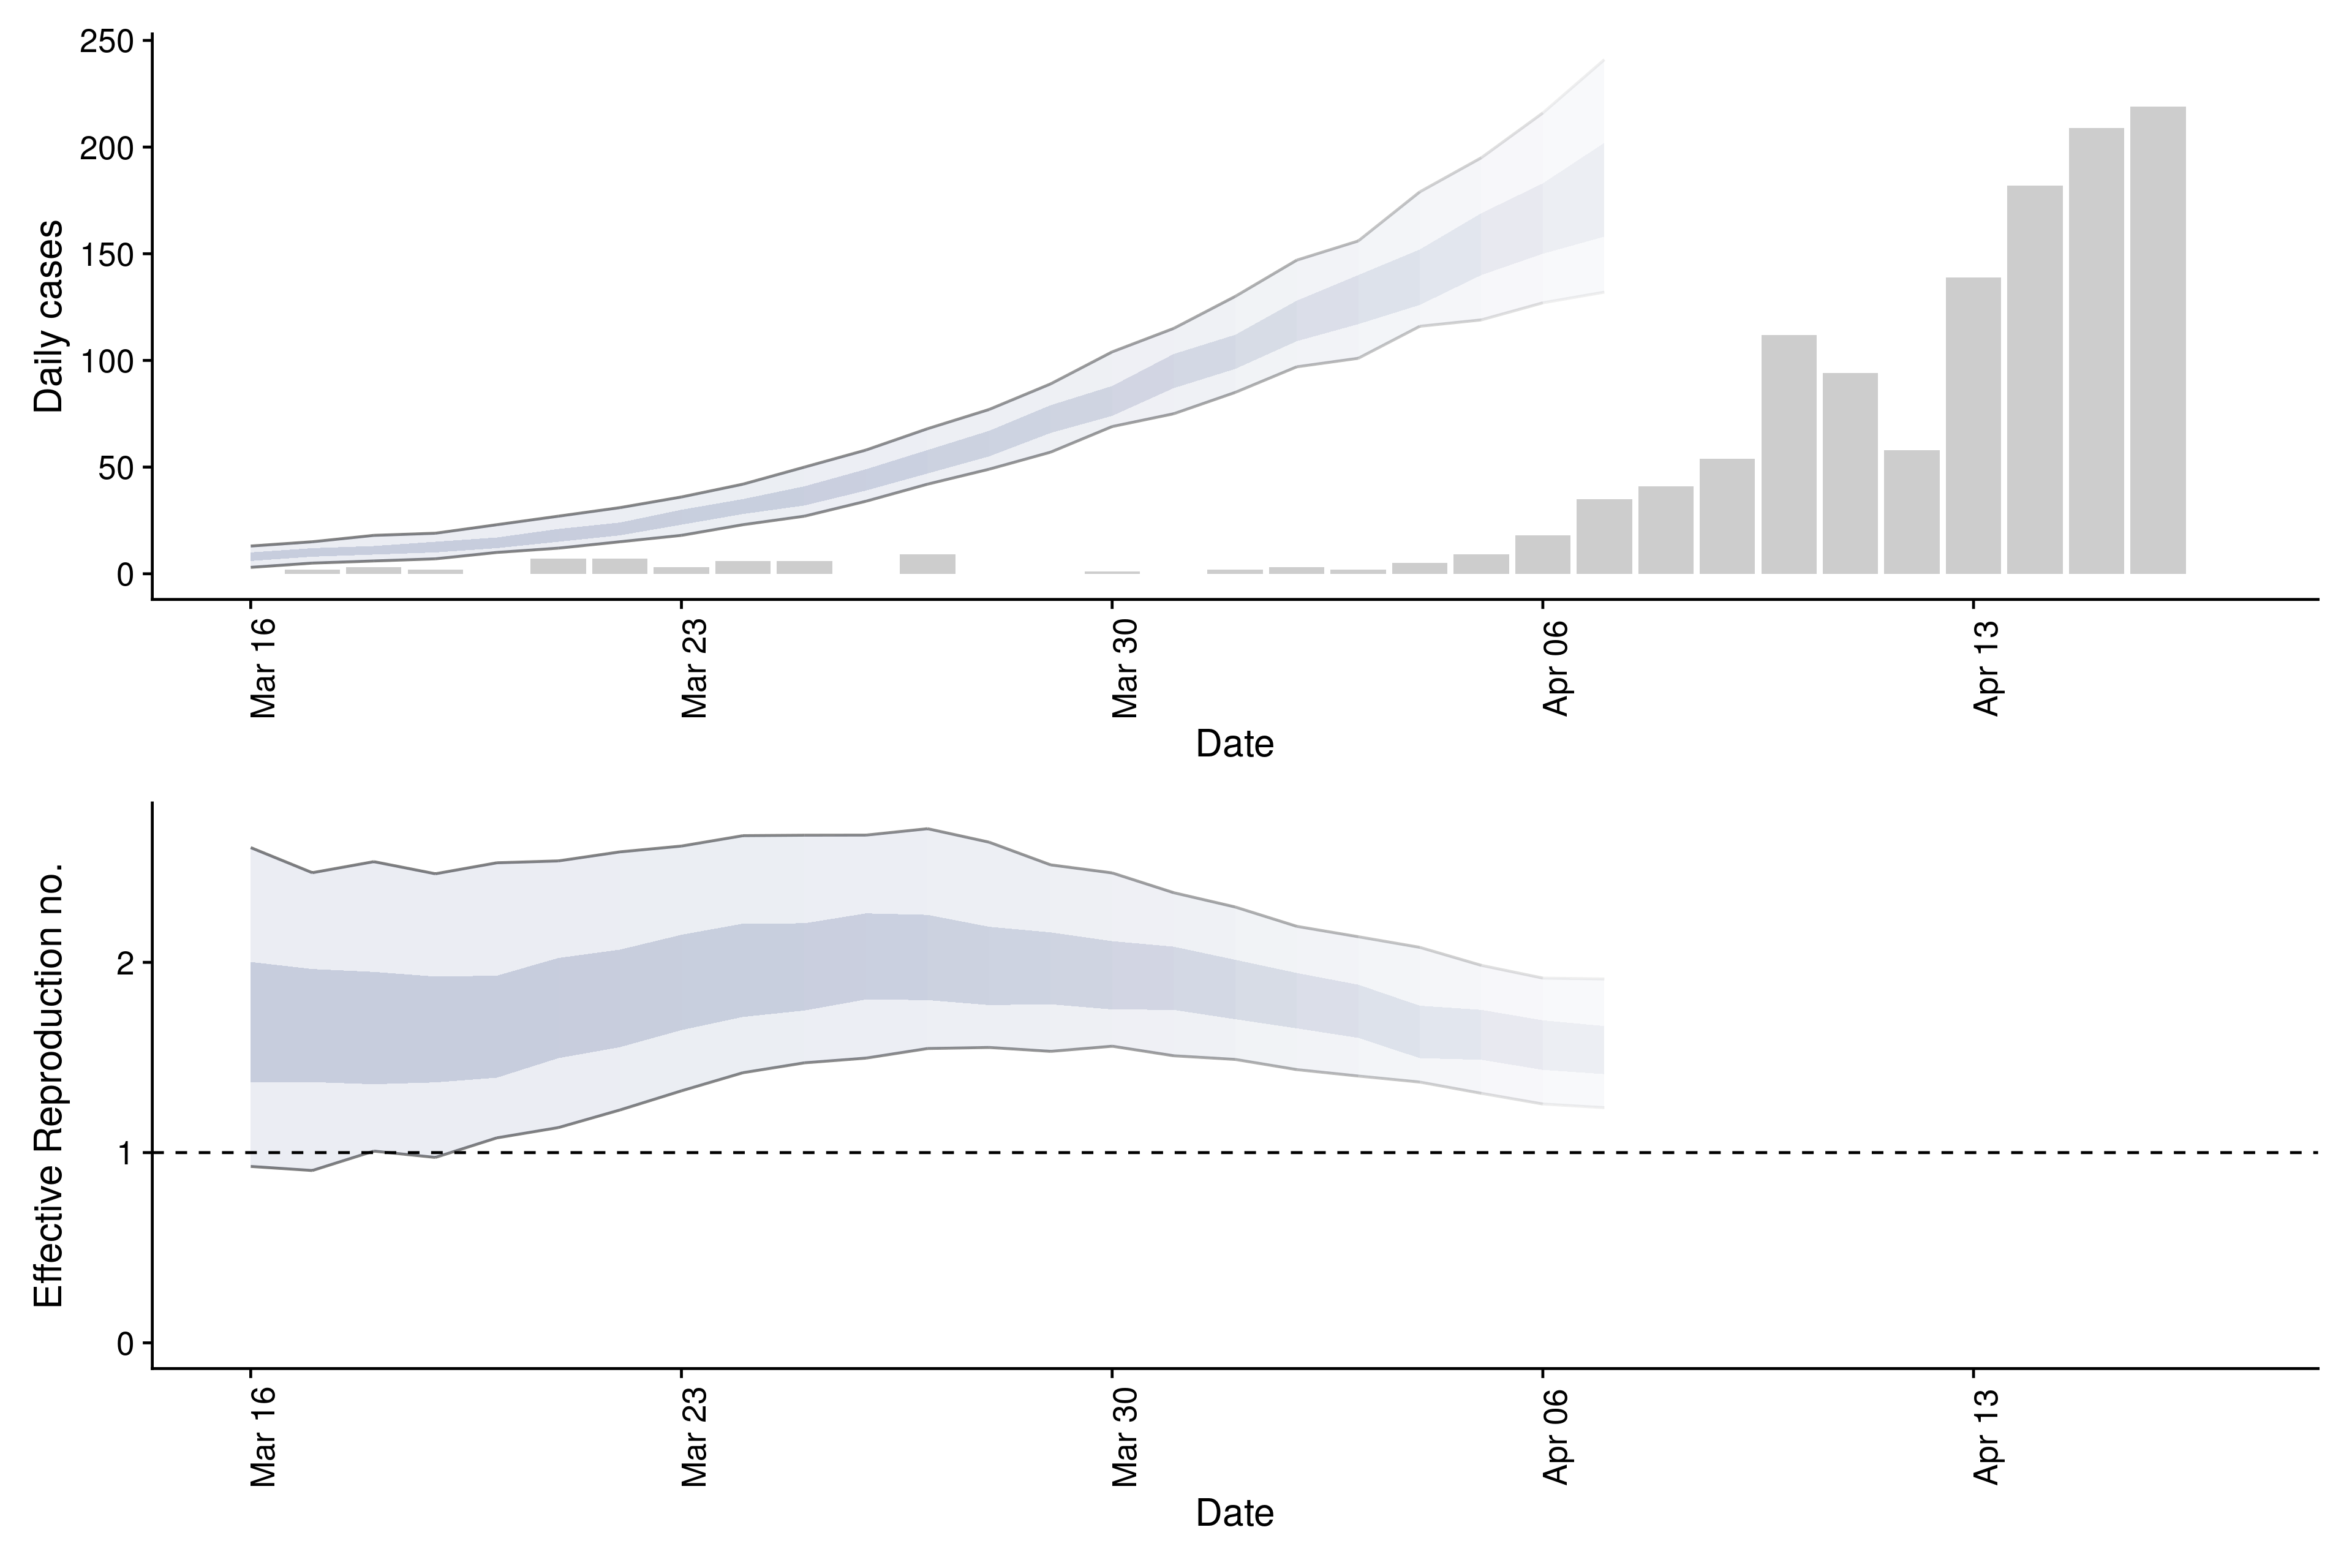 250
200
150
100
50
0
Daily cases
Mar 16
Mar 23
Mar 30
Apr 06
Apr 13
Date
2
1
0
Effective Reproduction no.
Mar 16
Mar 23
Mar 30
Apr 06
Apr 13
Date